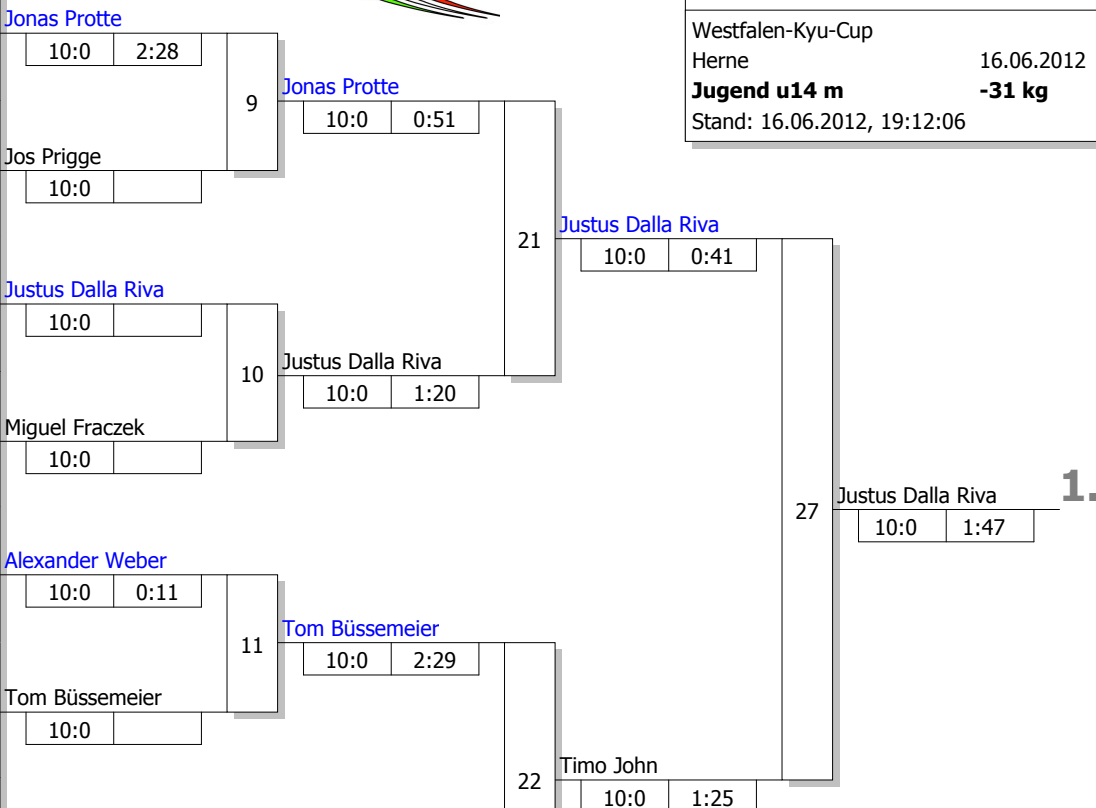 Jonas Protte
10:0 2:28
9
Jos Prigge
10:0
Jonas Protte
10:0 0:51
Justus Dalla Riva
10:0
10
Miguel Fraczek
10:0
Justus Dalla Riva
10:0 1:20
21
Justus Dalla Riva
10:0 0:41
Alexander Weber
10:0 0:11
11
Tom Büssemeier
10:0
Tom Büssemeier
10:0 2:29
22
Timo John
10:0 1:25
27
Justus Dalla Riva 1.
10:0 1:47
Westfalen-Kyu-Cup
Herne 16.06.2012
Jugend u14 m -31 kg
Stand: 16.06.2012, 19:12:06